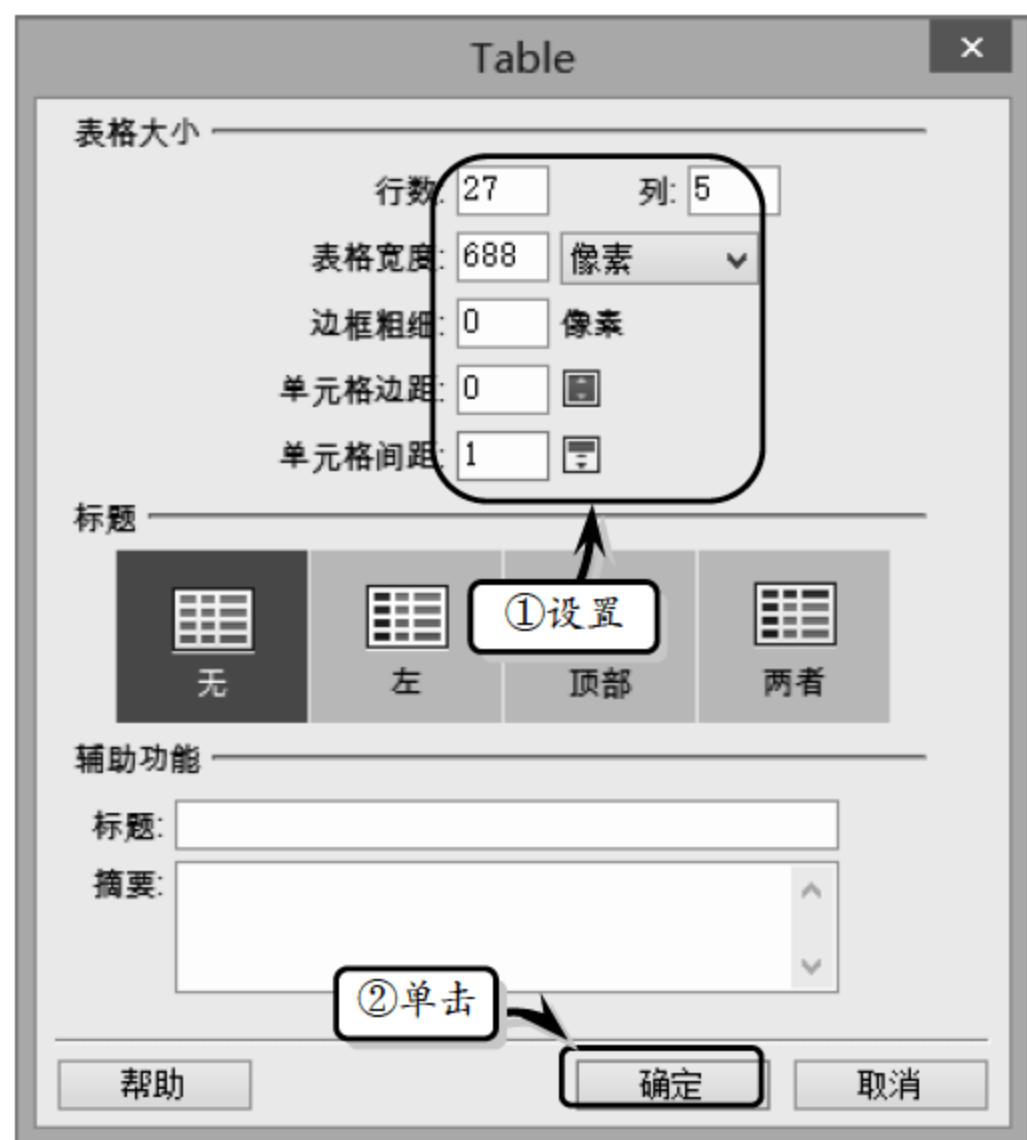 Table
表格大小
行数: 27 列: 5
表格宽度: 688 像素
边框粗细: 0 像素
单元格边距: 0
单元格间距: 1
标题
①设置
无 左 顶部 两者
辅助功能
标题:
摘要:
②单击
帮助 确定 取消